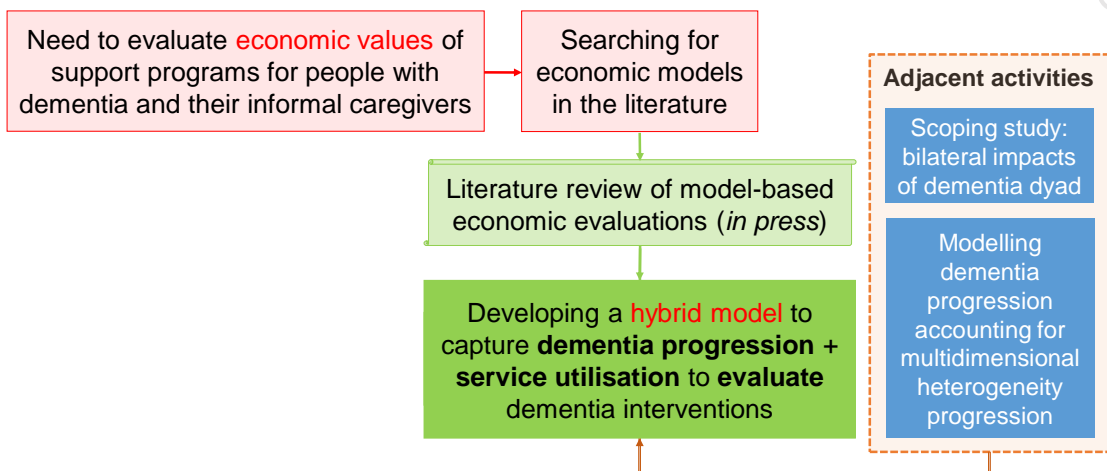 Need to evaluate economic values of
support programs for people with
dementia and their informal caregivers
Searching for
economic models
in the literature
Literature review of model-based
economic evaluations (in press)
Developing a hybrid model to
capture dementia progression +
service utilisation to evaluate
dementia interventions
Adjacent activities
Scoping study:
bilateral impacts
of dementia dyad
Modelling
dementia
progression
accounting for
multidimensional
heterogeneity
progression